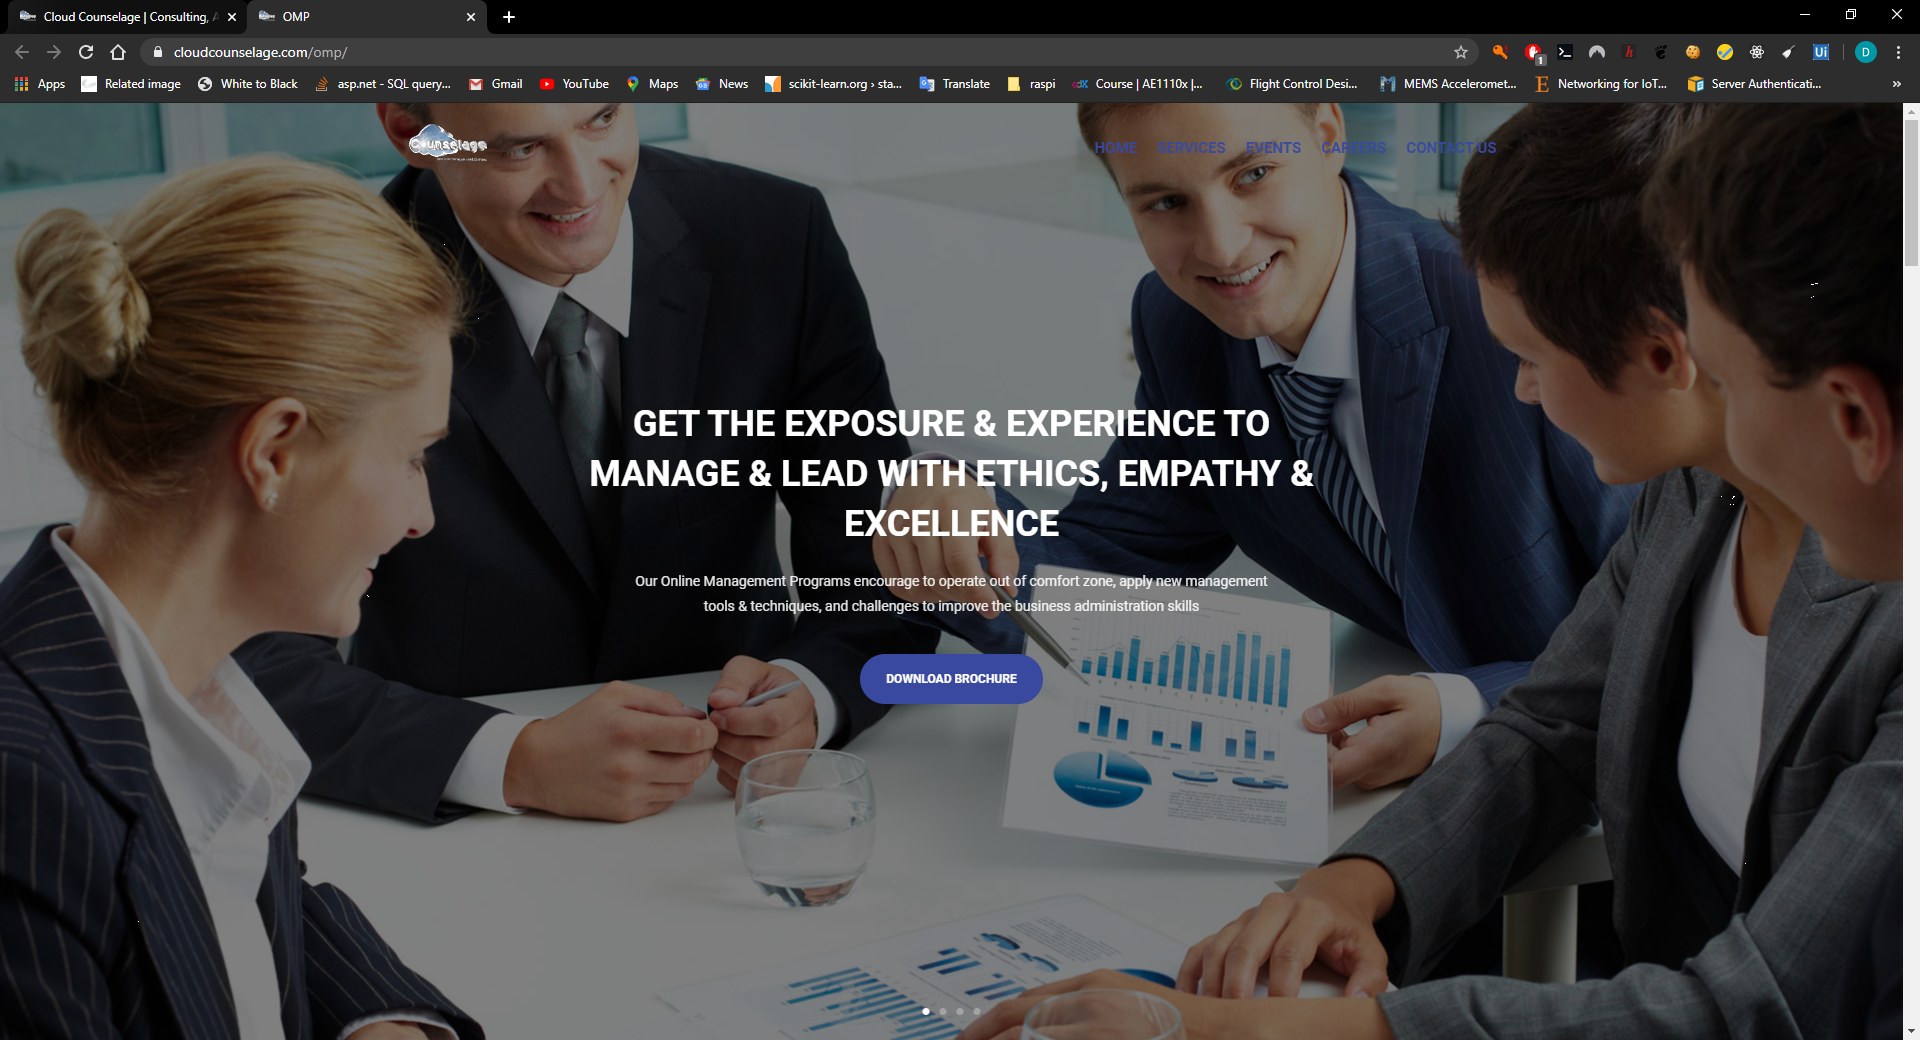 Cloud Counselage | Consulting, A
OMP
cloudcounselage.com/omp/
1
Ui
D
Apps
Related image
White to Black
asp.net - SQL query...
Gmail
YouTube
Maps
News
scikit-learn.org › sta...
Translate
raspi
Course | AE1110x |...
Flight Control Desi...
MEMS Acceleromet...
Networking for IoT...
Server Authenticati...
»
Counselage
HOME SERVICES EVENTS CAREERS CONTACT US
GET THE EXPOSURE & EXPERIENCE TO
MANAGE & LEAD WITH ETHICS, EMPATHY &
EXCELLENCE
Our Online Management Programs encourage to operate out of comfort zone, apply new management
tools & techniques, and challenges to improve the business administration skills
DOWNLOAD BROCHURE